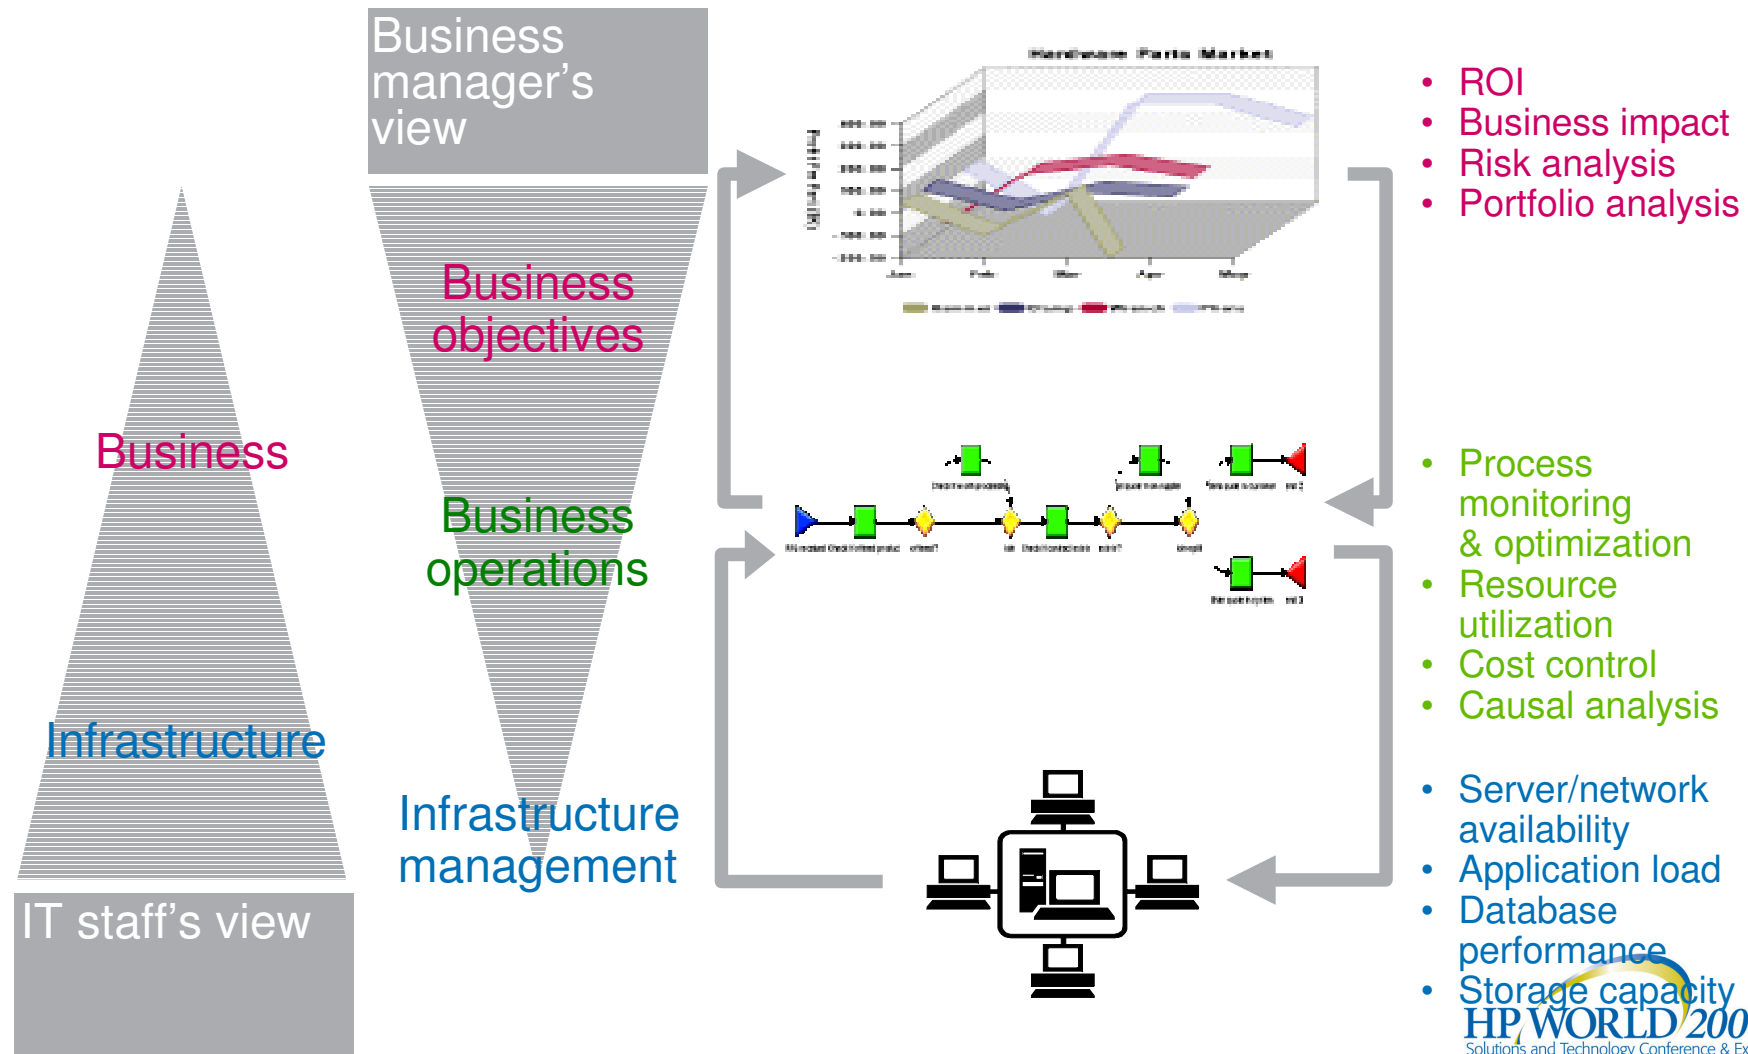 Business
manager's
view
Business
objectives
Business
Business
operations
Infrastructure
Infrastructure
management
IT staff's view
Hardware Parts Market
Jan
Feb
Mar
Apr
May
• ROI
• Business impact
• Risk analysis
• Portfolio analysis
• Process
monitoring
& optimization
• Resource
utilization
• Cost control
• Causal analysis
• Server/network
availability
• Application load
• Database
performance
• Storage capacity
HP WORLD 200
Solutions and Technology Conference & Ex